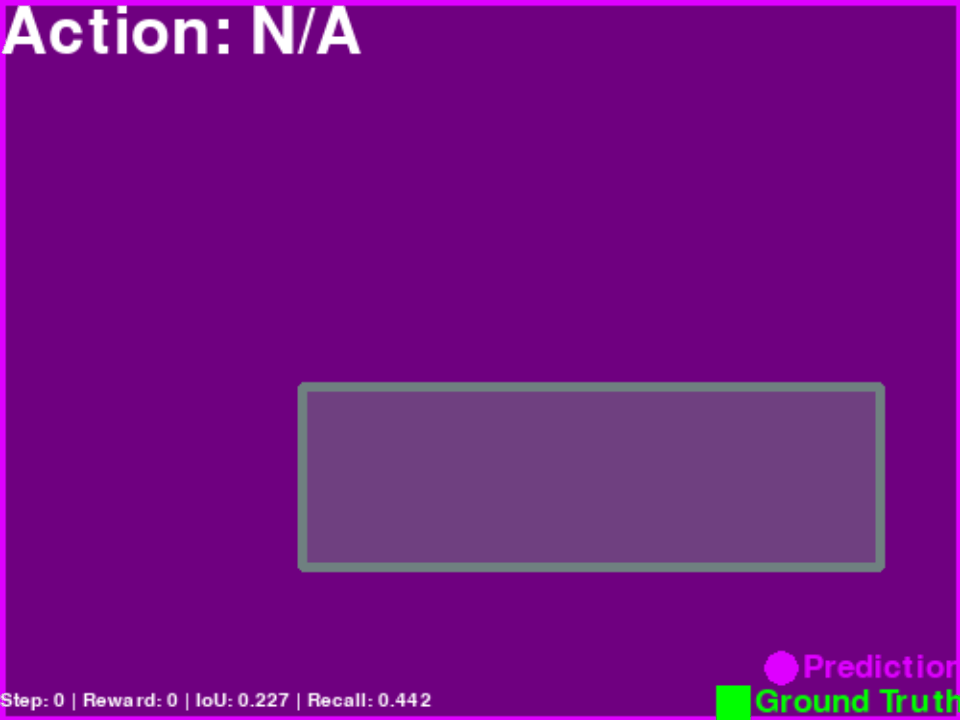 Action: N/A
Prediction
Ground Truth
Step: 0 | Reward: 0 | IoU: 0.227 | Recall: 0.442